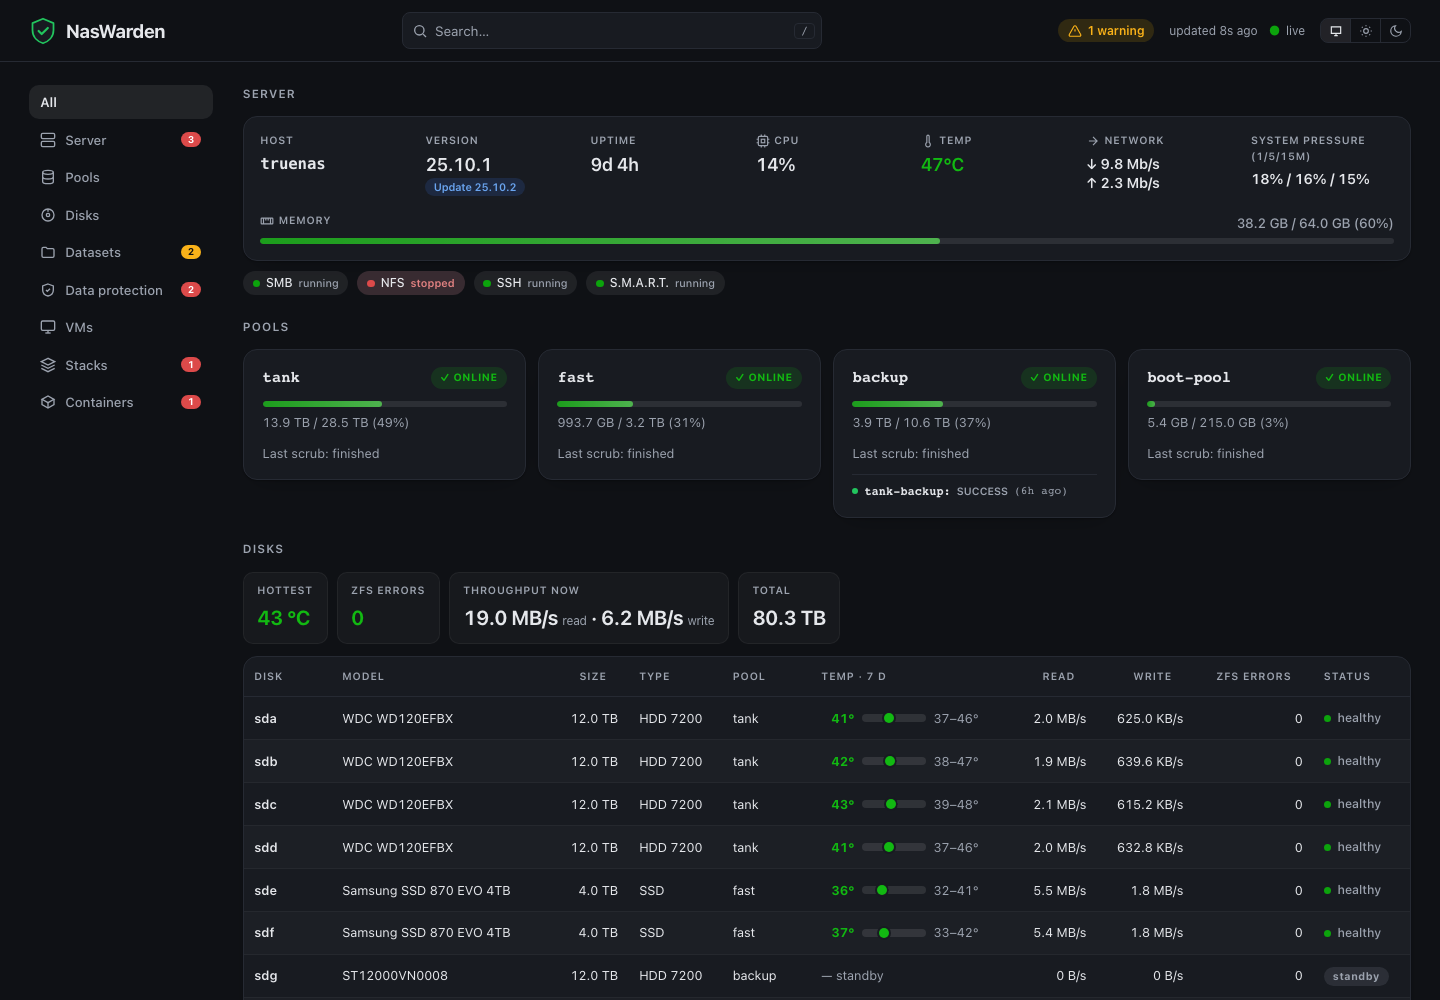 NasWarden
Search...
/
1 warning
updated 8s ago
live
All
Server 3
Pools
Disks
Datasets 2
Data protection 2
VMs
Stacks 1
Containers 1
SERVER
HOST
truenas
VERSION
25.10.1
Update 25.10.2
UPTIME
9d 4h
CPU
14%
TEMP
47°C
NETWORK
↓ 9.8 Mb/s
↑ 2.3 Mb/s
SYSTEM PRESSURE
(1/5/15M)
18% / 16% / 15%
MEMORY
38.2 GB / 64.0 GB (60%)
SMB running
NFS stopped
SSH running
S.M.A.R.T. running
POOLS
tank ✓ ONLINE
13.9 TB / 28.5 TB (49%)
Last scrub: finished
fast ✓ ONLINE
993.7 GB / 3.2 TB (31%)
Last scrub: finished
backup ✓ ONLINE
3.9 TB / 10.6 TB (37%)
Last scrub: finished
tank-backup: SUCCESS (6h ago)
boot-pool ✓ ONLINE
5.4 GB / 215.0 GB (3%)
Last scrub: finished
DISKS
HOTTEST
43 °C
ZFS ERRORS
0
THROUGHPUT NOW
19.0 MB/s read · 6.2 MB/s write
TOTAL
80.3 TB
DISK MODEL SIZE TYPE POOL TEMP · 7 D READ WRITE ZFS ERRORS STATUS
sda WDC WD120EFBX 12.0 TB HDD 7200 tank 41° 37–46° 2.0 MB/s 625.0 KB/s 0 healthy
sdb WDC WD120EFBX 12.0 TB HDD 7200 tank 42° 38–47° 1.9 MB/s 639.6 KB/s 0 healthy
sdc WDC WD120EFBX 12.0 TB HDD 7200 tank 43° 39–48° 2.1 MB/s 615.2 KB/s 0 healthy
sdd WDC WD120EFBX 12.0 TB HDD 7200 tank 41° 37–46° 2.0 MB/s 632.8 KB/s 0 healthy
sde Samsung SSD 870 EVO 4TB 4.0 TB SSD fast 36° 32–41° 5.5 MB/s 1.8 MB/s 0 healthy
sdf Samsung SSD 870 EVO 4TB 4.0 TB SSD fast 37° 33–42° 5.4 MB/s 1.8 MB/s 0 healthy
sdg ST12000VN0008 12.0 TB HDD 7200 backup — standby 0 B/s 0 B/s 0 standby